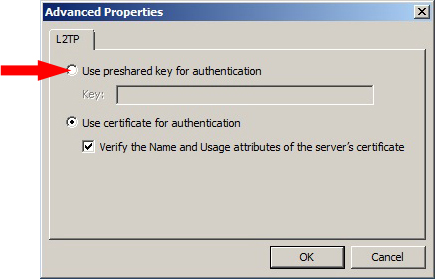 Advanced Properties
L2TP
Use preshared key for authentication
Key:
Use certificate for authentication
Verify the Name and Usage attributes of the server's certificate
OK
Cancel